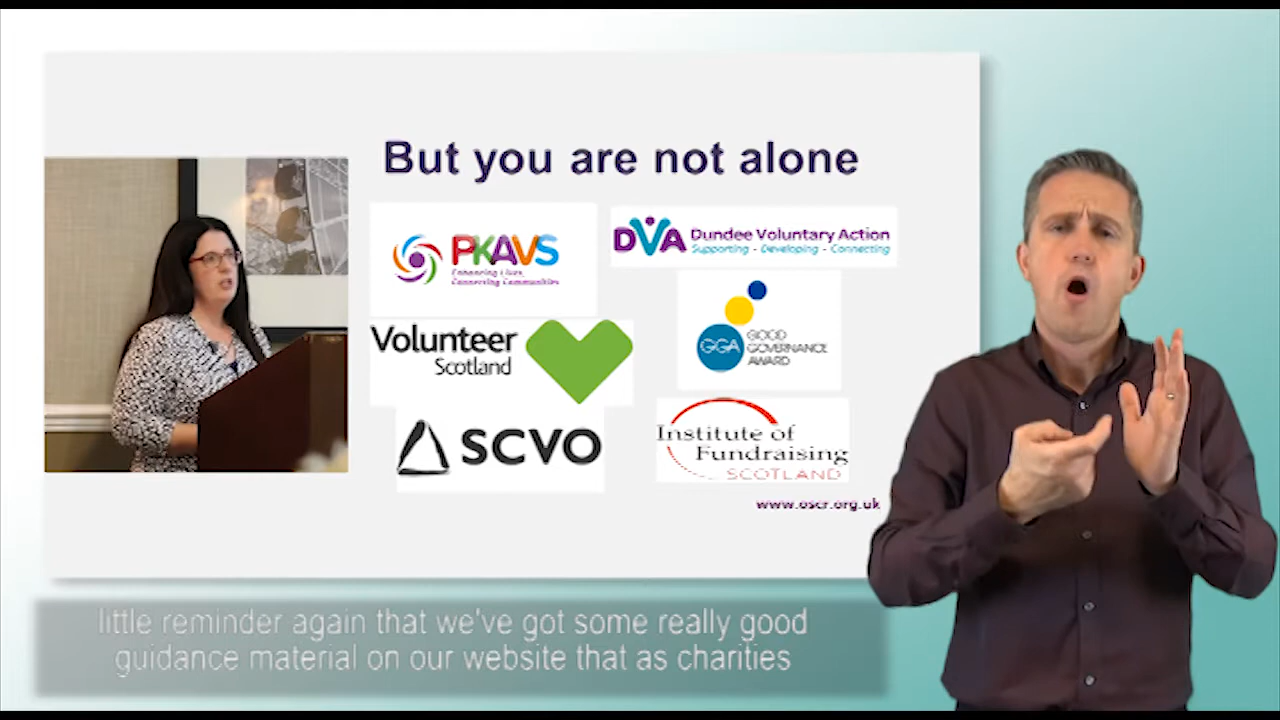 But you are not alone
PKAVS
Enhancing Lives,
Connecting Communities
DVA Dundee Voluntary Action
Supporting - Developing - Connecting
Volunteer
Scotland
GGA GOOD
GOVERNANCE
AWARD
SCVO
Institute of
Fundraising
SCOTLAND
www.oscr.org.uk
little reminder again that we've got some really good
guidance material on our website that as charities